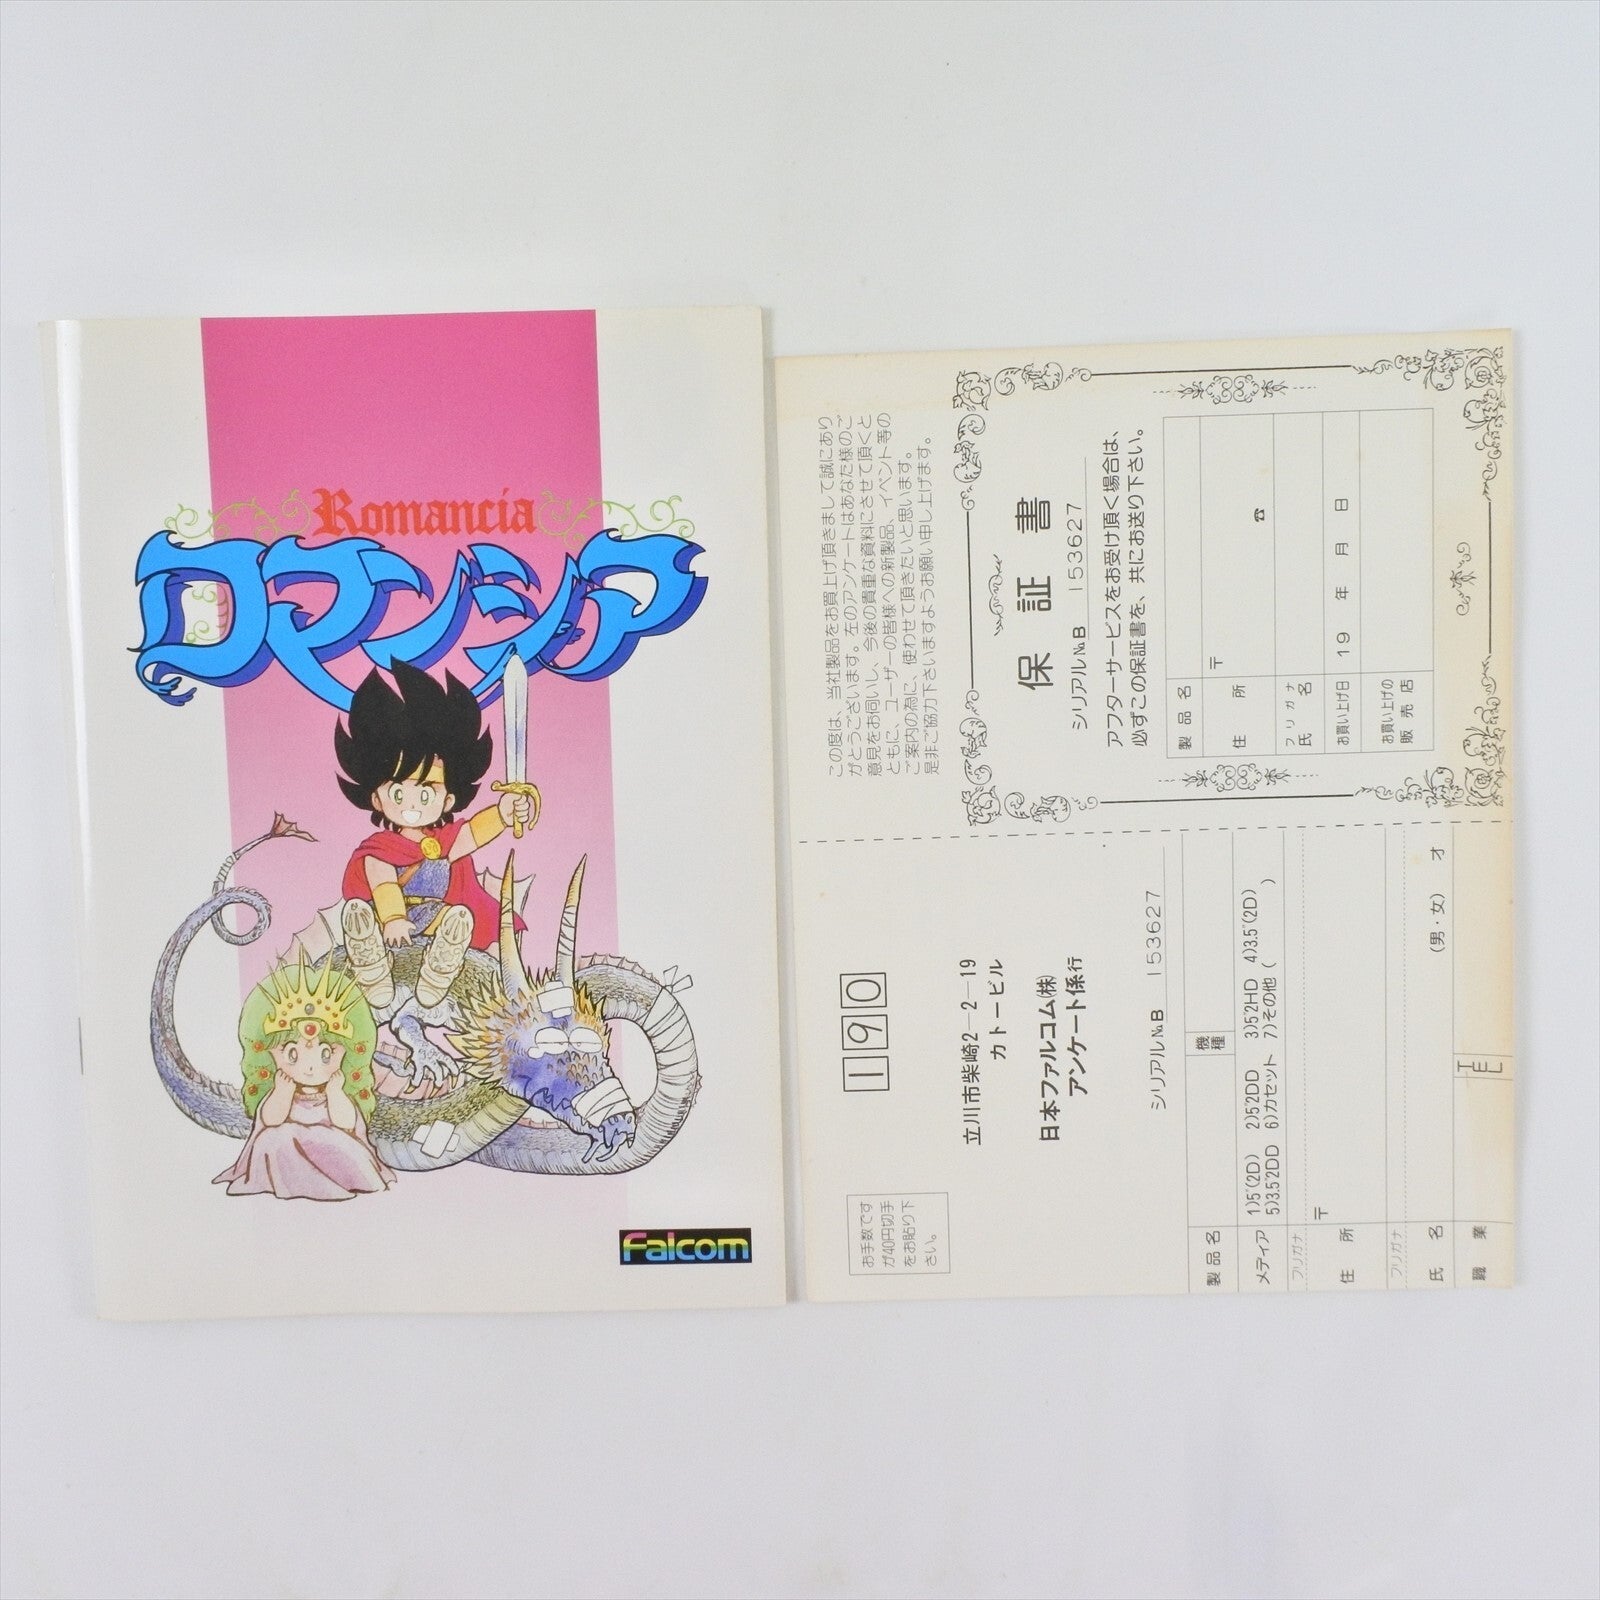 Romancia
ロマンシア
Falcom
この度は、当社製品をお買上げ頂きまして誠にあり
がとうございます。左のアンケートはあなた様のご
意見をお伺いし、今後の貴重な資料にさせて頂くと
ともに、ユーザーの皆様への新製品、イベント等の
ご案内の為に、使わせて頂きたいと思います。
是非ご協力下さいますようお願い申し上げます。
保証書
シリアル№B 153627
アフターサービスをお受け頂く場合は、
必ずこの保証書を、共にお送り下さい。
製品名
住所 〒
☎
フリガナ
氏名
お買い上げ日 19 年 月 日
お買い上げの
販売店
190
お手数です
が40円切手
をお貼り下
さい。
立川市柴崎2-2-19
カトービル
日本ファルコム㈱
アンケート係行
シリアル№B 153627
製品名
機種
メディア
1)5"(2D) 2)5"2DD 3)5"2HD 4)3.5"(2D)
5)3.5"2DD 6)カセット 7)その他( )
フリガナ
住所 〒
フリガナ
氏名 (男・女) 才
職業 TEL